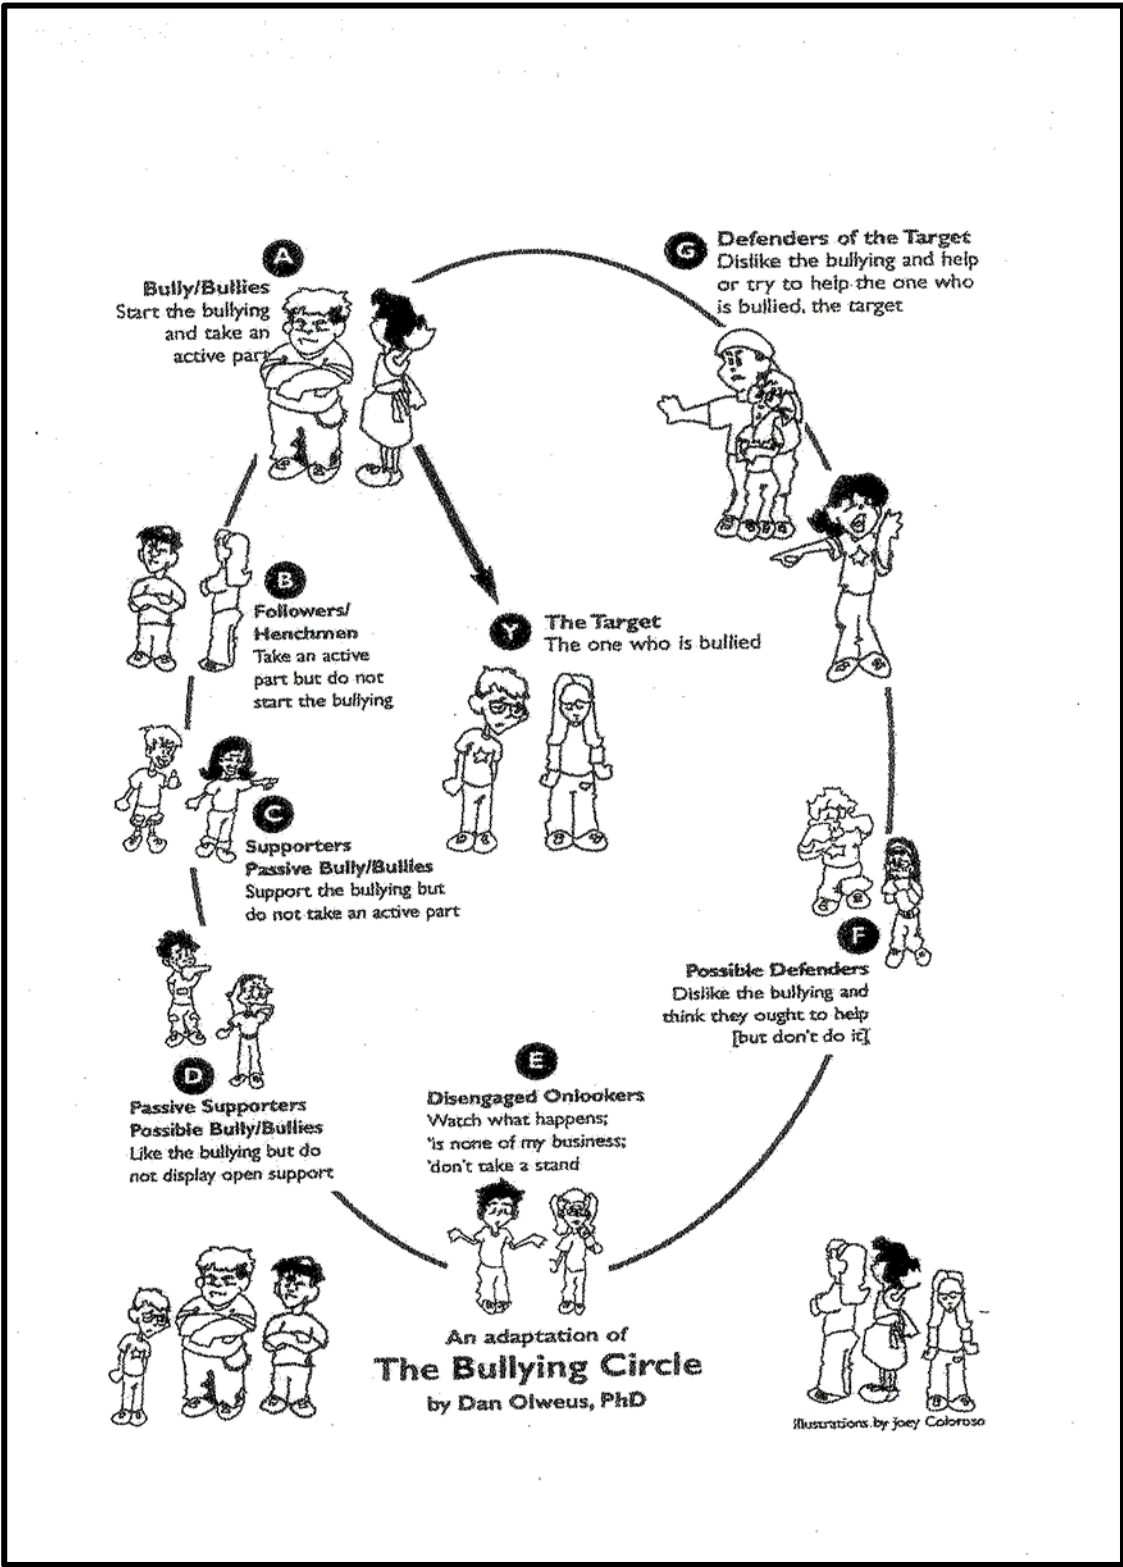 A
Bully/Bullies
Start the bullying
and take an
active part
G
Defenders of the Target
Dislike the bullying and help
or try to help the one who
is bullied, the target
B
Followers/
Henchmen
Take an active
part but do not
start the bullying
Y
The Target
The one who is bullied
C
Supporters
Passive Bully/Bullies
Support the bullying but
do not take an active part
D
Passive Supporters
Possible Bully/Bullies
Like the bullying but do
not display open support
E
Disengaged Onlookers
Watch what happens;
'is none of my business;
'don't take a stand
F
Possible Defenders
Dislike the bullying and
think they ought to help
[but don't do it]
An adaptation of
The Bullying Circle
by Dan Olweus, PhD
illustrations by Joey Coloroso